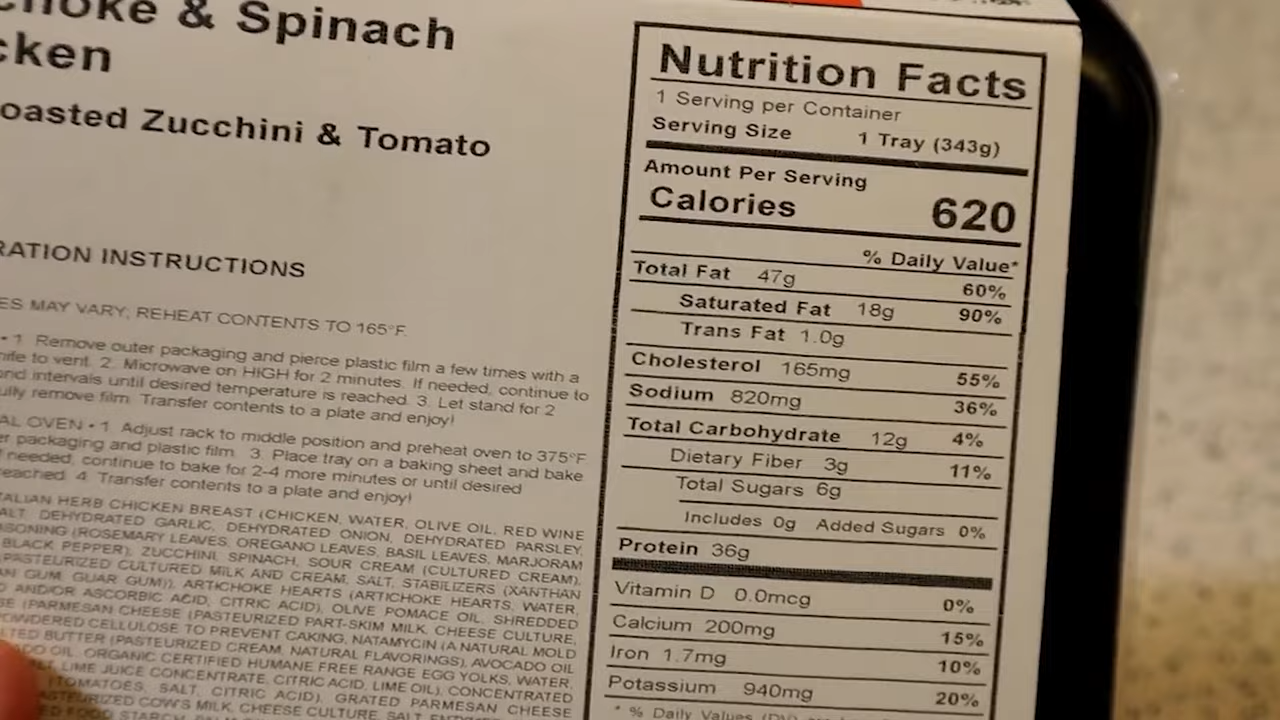 & Spinach
oasted Zucchini & Tomato
INSTRUCTIONS
MAY VARY; REHEAT CONTENTS TO 165°F.
• 1 Remove outer packaging and pierce plastic film a few times with a
to vent. 2. Microwave on HIGH for 2 minutes. If needed, continue to
intervals until desired temperature is reached. 3. Let stand for 2
remove film. Transfer contents to a plate and enjoy!
OVEN • 1 Adjust rack to middle position and preheat oven to 375°F
packaging and plastic film. 3. Place tray on a baking sheet and bake
needed, continue to bake for 2-4 more minutes or until desired
reached. 4. Transfer contents to a plate and enjoy!
HERB CHICKEN BREAST (CHICKEN, WATER, OLIVE OIL, RED WINE
DEHYDRATED GARLIC, DEHYDRATED ONION, DEHYDRATED PARSLEY,
(ROSEMARY LEAVES, OREGANO LEAVES, BASIL LEAVES, MARJORAM
BLACK PEPPER), ZUCCHINI, SPINACH, SOUR CREAM (CULTURED CREAM),
PASTEURIZED CULTURED MILK AND CREAM, SALT, STABILIZERS (XANTHAN
GUM, GUAR GUM)), ARTICHOKE HEARTS (ARTICHOKE HEARTS, WATER,
AND/OR ASCORBIC ACID, CITRIC ACID), OLIVE POMACE OIL, SHREDDED
(PARMESAN CHEESE (PASTEURIZED PART-SKIM MILK, CHEESE CULTURE,
POWDERED CELLULOSE TO PREVENT CAKING, NATAMYCIN (A NATURAL MOLD
BUTTER (PASTEURIZED CREAM, NATURAL FLAVORINGS), AVOCADO OIL
OIL, ORGANIC CERTIFIED HUMANE FREE RANGE EGG YOLKS, WATER,
LIME JUICE CONCENTRATE, CITRIC ACID, LIME OIL), CONCENTRATED
(TOMATOES, SALT, CITRIC ACID), GRATED PARMESAN CHEESE
COW'S MILK, CHEESE CULTURE, SALT,
FOOD STARCH,
Nutrition Facts
1 Serving per Container
Serving Size 1 Tray (343g)
Amount Per Serving
Calories 620
% Daily Value*
Total Fat 47g 60%
Saturated Fat 18g 90%
Trans Fat 1.0g
Cholesterol 165mg 55%
Sodium 820mg 36%
Total Carbohydrate 12g 4%
Dietary Fiber 3g 11%
Total Sugars 6g
Includes 0g Added Sugars 0%
Protein 36g
Vitamin D 0.0mcg 0%
Calcium 200mg 15%
Iron 1.7mg 10%
Potassium 940mg 20%
* % Daily Values (DV)